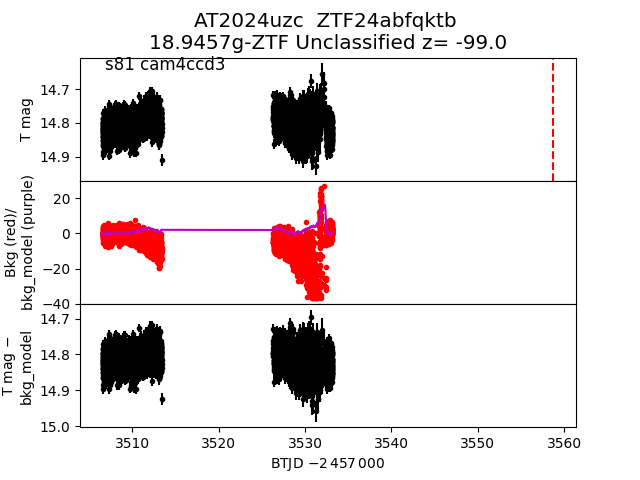 AT2024uzc  ZTF24abfqktb
18.9457g-ZTF Unclassified z= -99.0
s81 cam4ccd3
T mag
14.7
14.8
14.9
Bkg (red)/
bkg_model (purple)
20
0
−20
−40
T mag −
bkg_model
14.7
14.8
14.9
15.0
3510 3520 3530 3540 3550 3560
BTJD −2 457 000